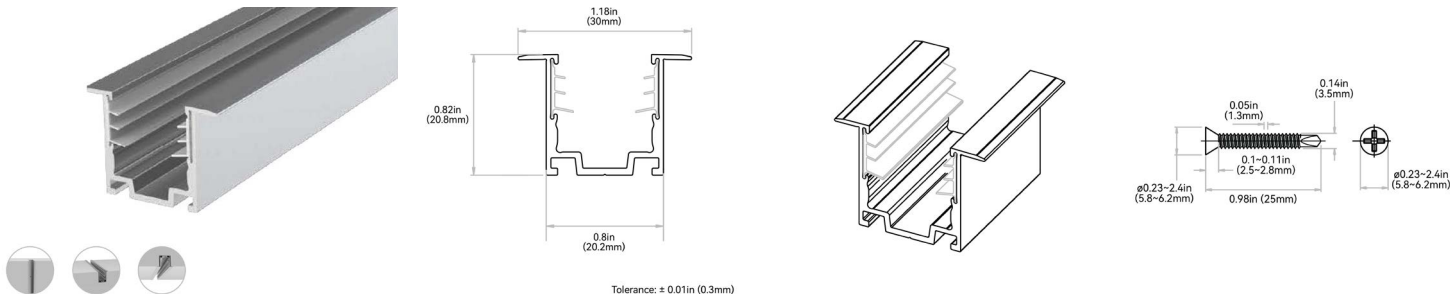 1.18in
(30mm)
0.82in
(20.8mm)
0.8in
(20.2mm)
Tolerance: ± 0.01in (0.3mm)
0.14in
(3.5mm)
0.05in
(1.3mm)
0.1~0.11in
(2.5~2.8mm)
ø0.23~2.4in
(5.8~6.2mm)
0.98in (25mm)
ø0.23~2.4in
(5.8~6.2mm)